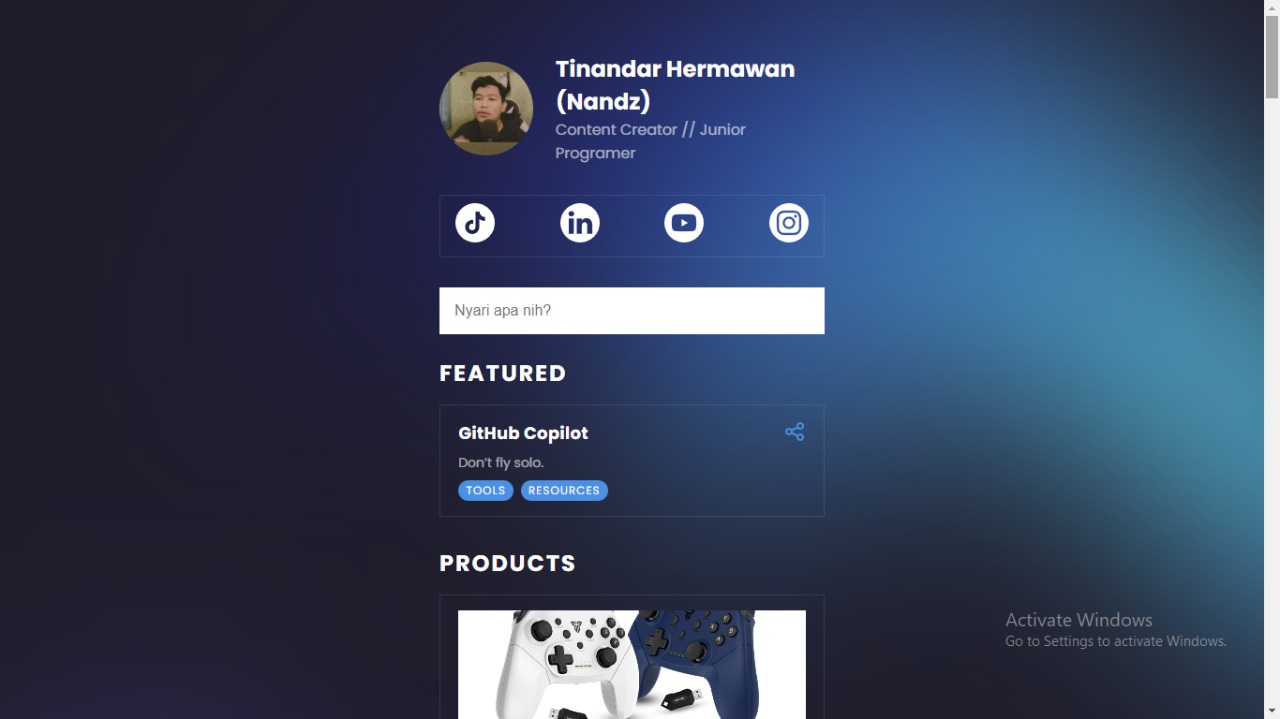 Tinandar Hermawan
(Nandz)
Content Creator // Junior
Programer
Nyari apa nih?
FEATURED
GitHub Copilot
Don't fly solo.
TOOLS RESOURCES
PRODUCTS
Activate Windows
Go to Settings to activate Windows.